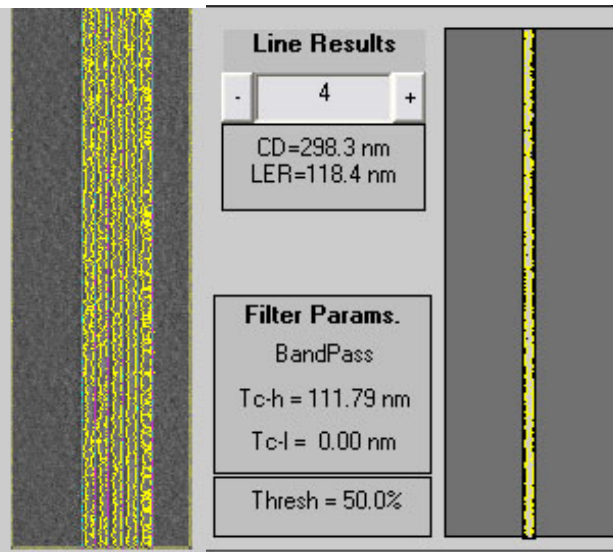 Line Results
- 4 +
CD=298.3 nm
LER=118.4 nm
Filter Params.
BandPass
Tc-h = 111.79 nm
Tc-l = 0.00 nm
Thresh = 50.0%